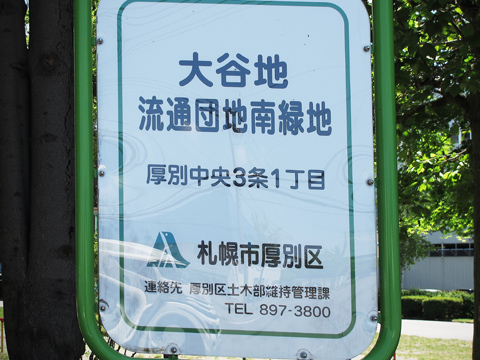 大谷地
流通団地南緑地
厚別中央3条1丁目
札幌市厚別区
連絡先 厚別区土木部維持管理課
TEL 897-3800